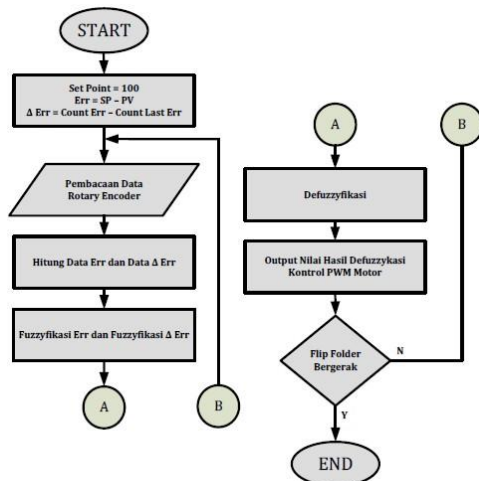 START
Set Point = 100
Err = SP – PV
Δ Err = Count Err – Count Last Err
Pembacaan Data
Rotary Encoder
Hitung Data Err dan Data Δ Err
Fuzzyfikasi Err dan Fuzzyfikasi Δ Err
A
B
A
B
Defuzzyfikasi
Output Nilai Hasil Defuzzykasi
Kontrol PWM Motor
Flip Folder
Bergerak
N
Y
END